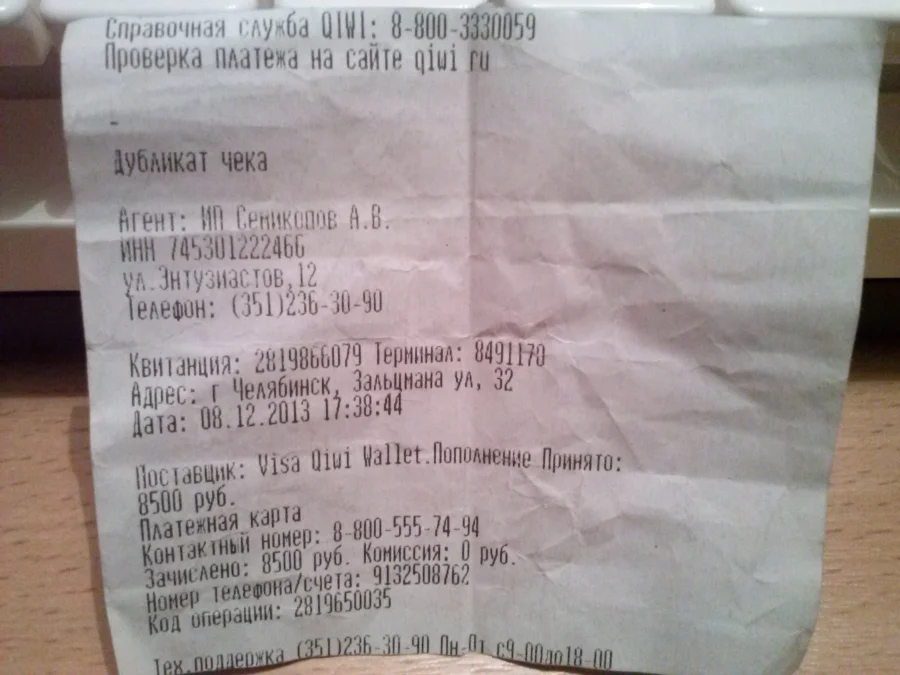 Справочная служба QIWI: 8-800-3330059
Проверка платежа на сайте qiwi ru
-
Дубликат чека
Агент: ИП Семикопов А.В.
ИНН 745301222466
ул.Энтузиастов,12
Телефон: (351)236-30-90
Квитанция: 2819866079 Терминал: 8491170
Адрес: г Челябинск, Зальцмана ул, 32
Дата: 08.12.2013 17:38:44
Поставщик: Visa Qiwi Wallet.Пополнение Принято:
8500 руб.
Платежная карта
Контактный номер: 8-800-555-74-94
Зачислено: 8500 руб. Комиссия: 0 руб.
Номер телефона/счета: 9132508762
Код операции: 2819650035
Тех.поддержка (351)236-30-90 Пн-Пт с9-00до18-00